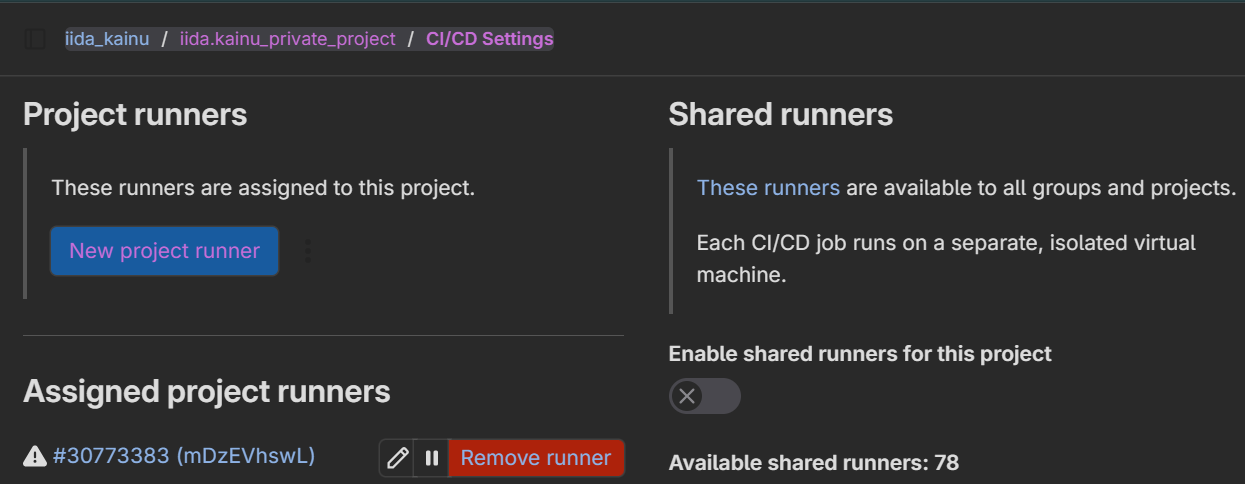 iida_kainu / iida.kainu_private_project / CI/CD Settings
Project runners
These runners are assigned to this project.
New project runner
Assigned project runners
#30773383 (mDzEVhswL)
Remove runner
Shared runners
These runners are available to all groups and projects.
Each CI/CD job runs on a separate, isolated virtual
machine.
Enable shared runners for this project
Available shared runners: 78